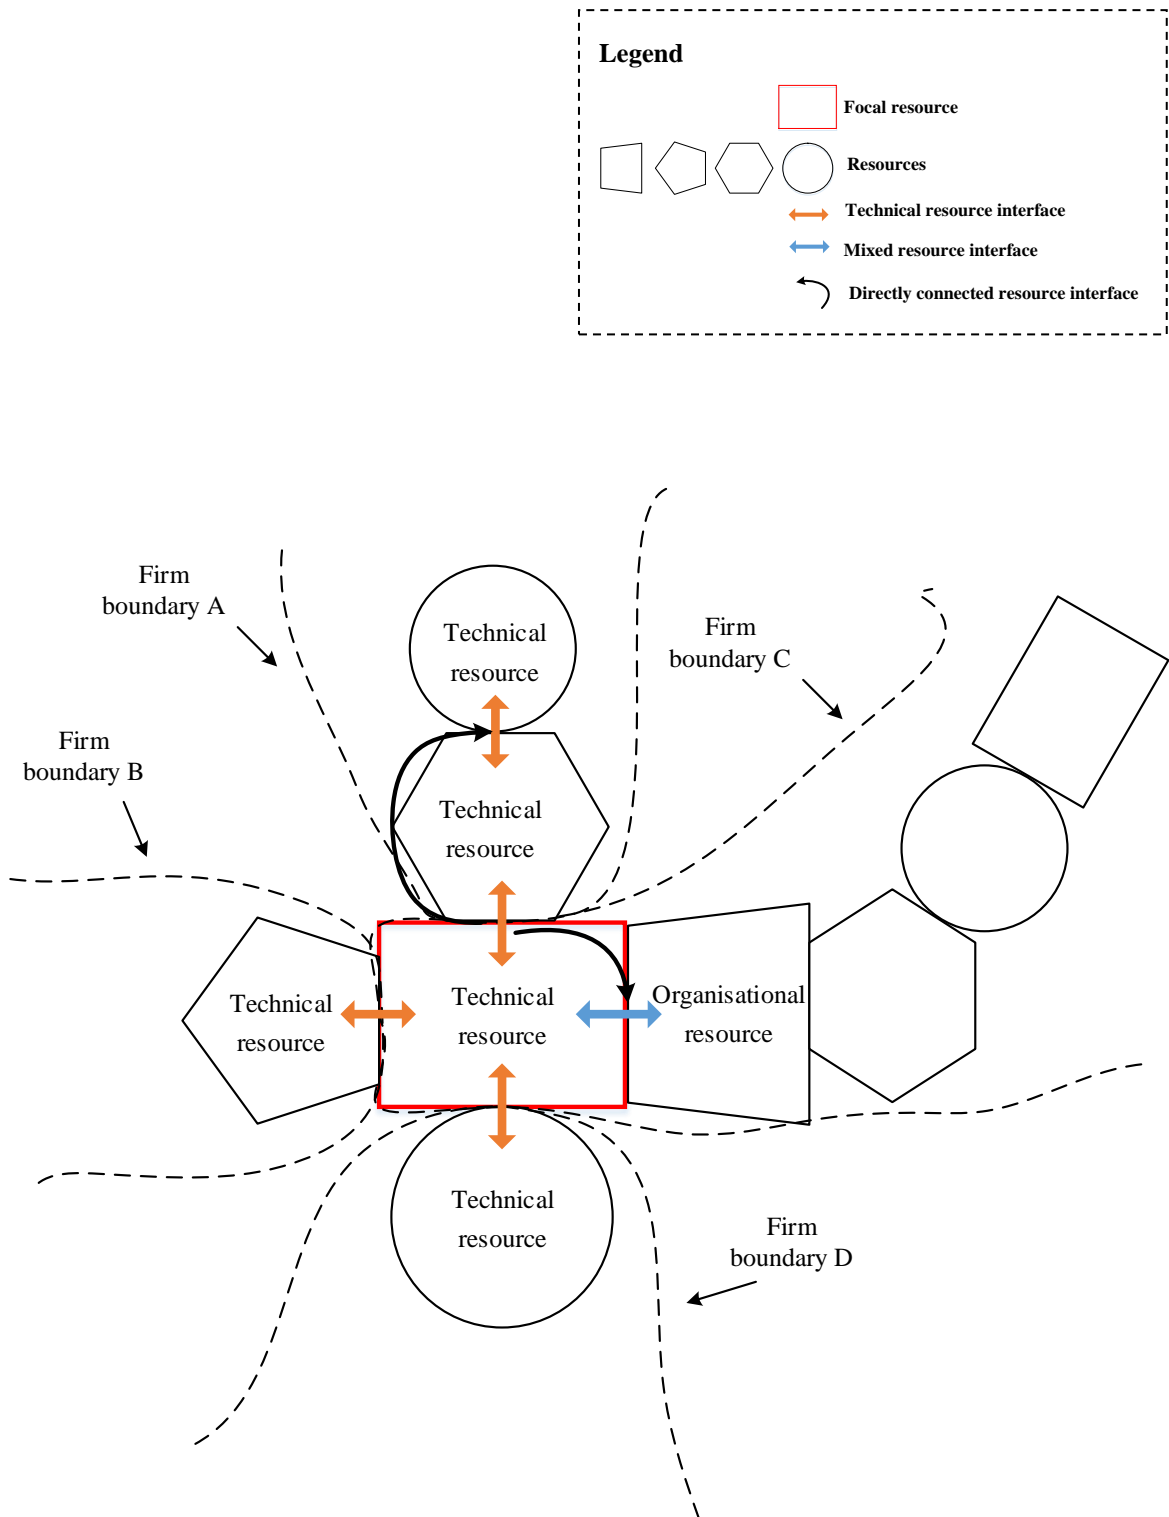 Legend
Focal resource
Resources
Technical resource interface
Mixed resource interface
Directly connected resource interface
Firm
boundary A
Technical
resource
Firm
boundary C
Firm
boundary B
Technical
resource
Technical
resource
Technical
resource
Organisational
resource
Technical
resource
Firm
boundary D